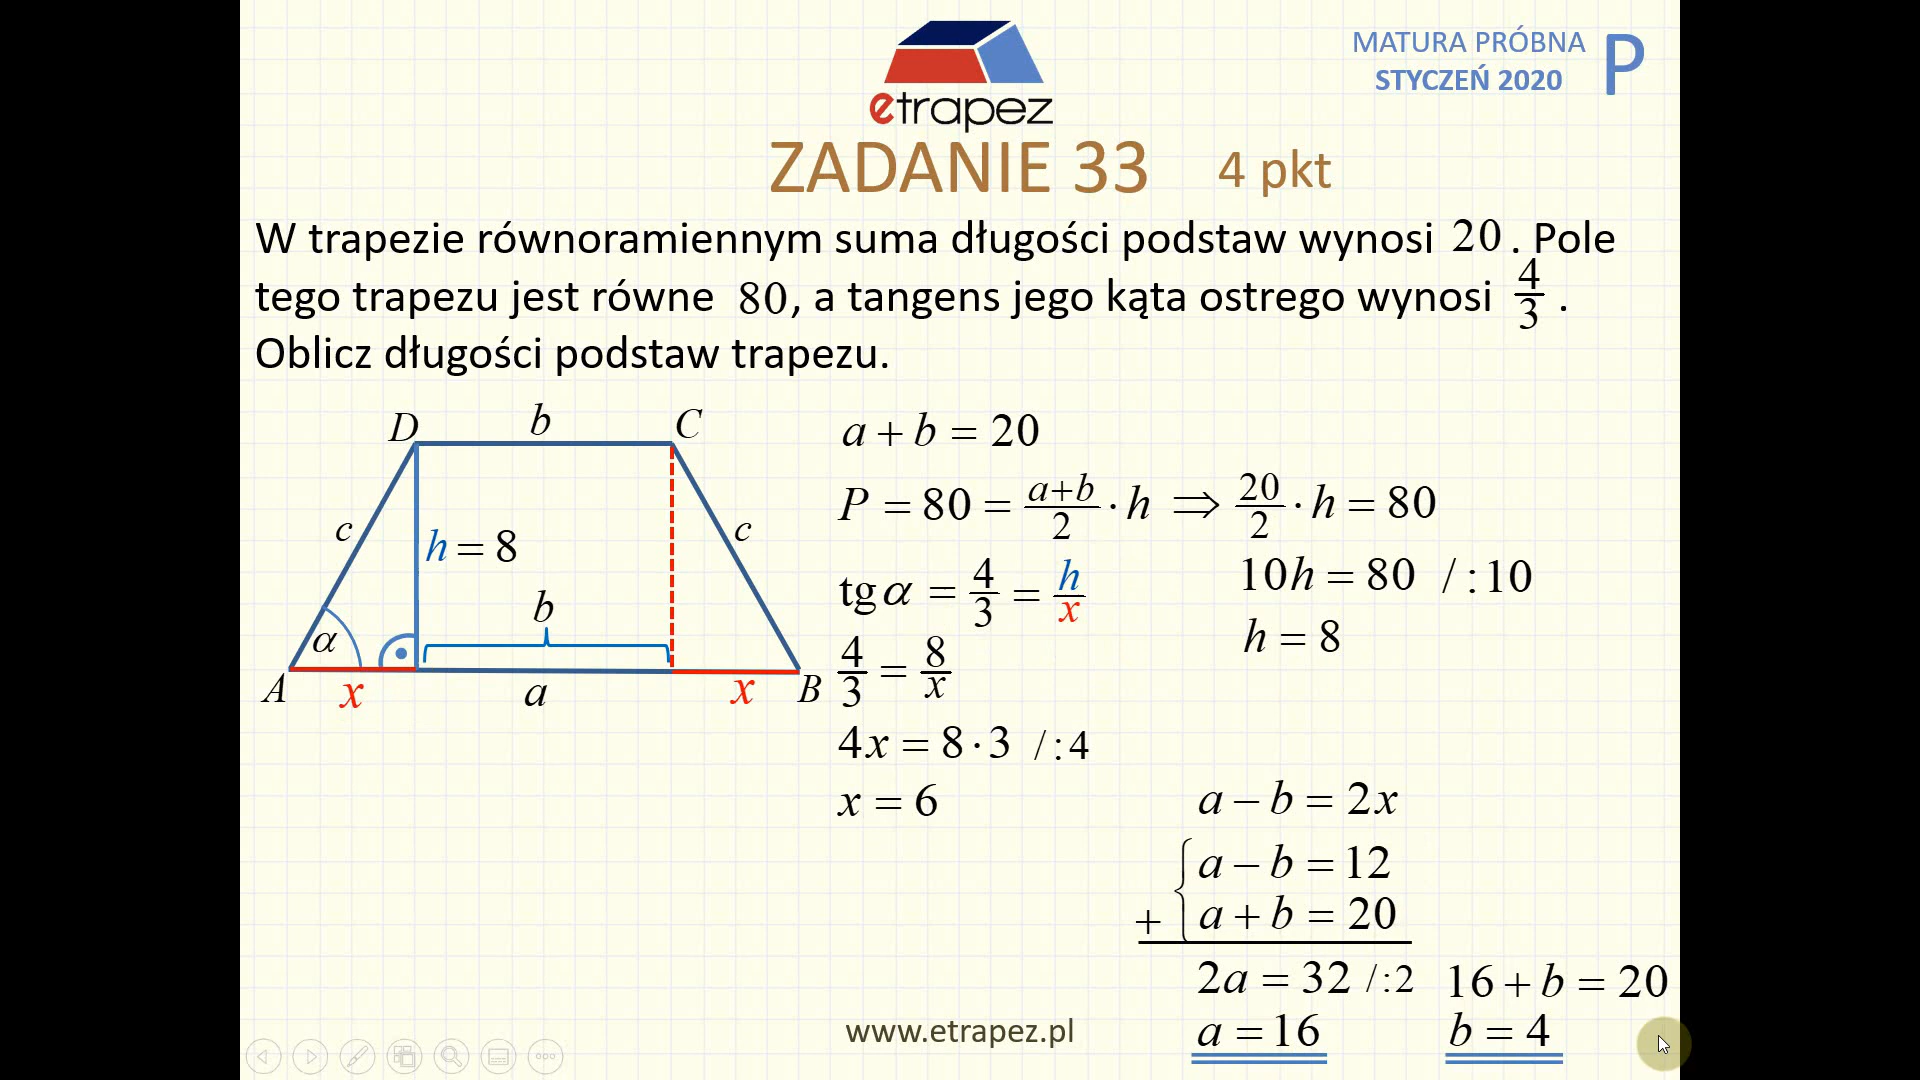 etrapez
MATURA PRÓBNA
STYCZEŃ 2020
P
ZADANIE 33 4 pkt
W trapezie równoramiennym suma długości podstaw wynosi 20 . Pole
tego trapezu jest równe 80, a tangens jego kąta ostrego wynosi 4/3 .
Oblicz długości podstaw trapezu.
D b C
c h = 8 c
b
α
A x a x B
a + b = 20
P = 80 = (a+b)/2 · h ⇒ 20/2 · h = 80
tg α = 4/3 = h/x
10h = 80 / :10
h = 8
4/3 = 8/x
4x = 8 · 3 / :4
x = 6
a − b = 2x
a − b = 12
+ { a + b = 20
2a = 32 / :2
a = 16
16 + b = 20
b = 4
www.etrapez.pl